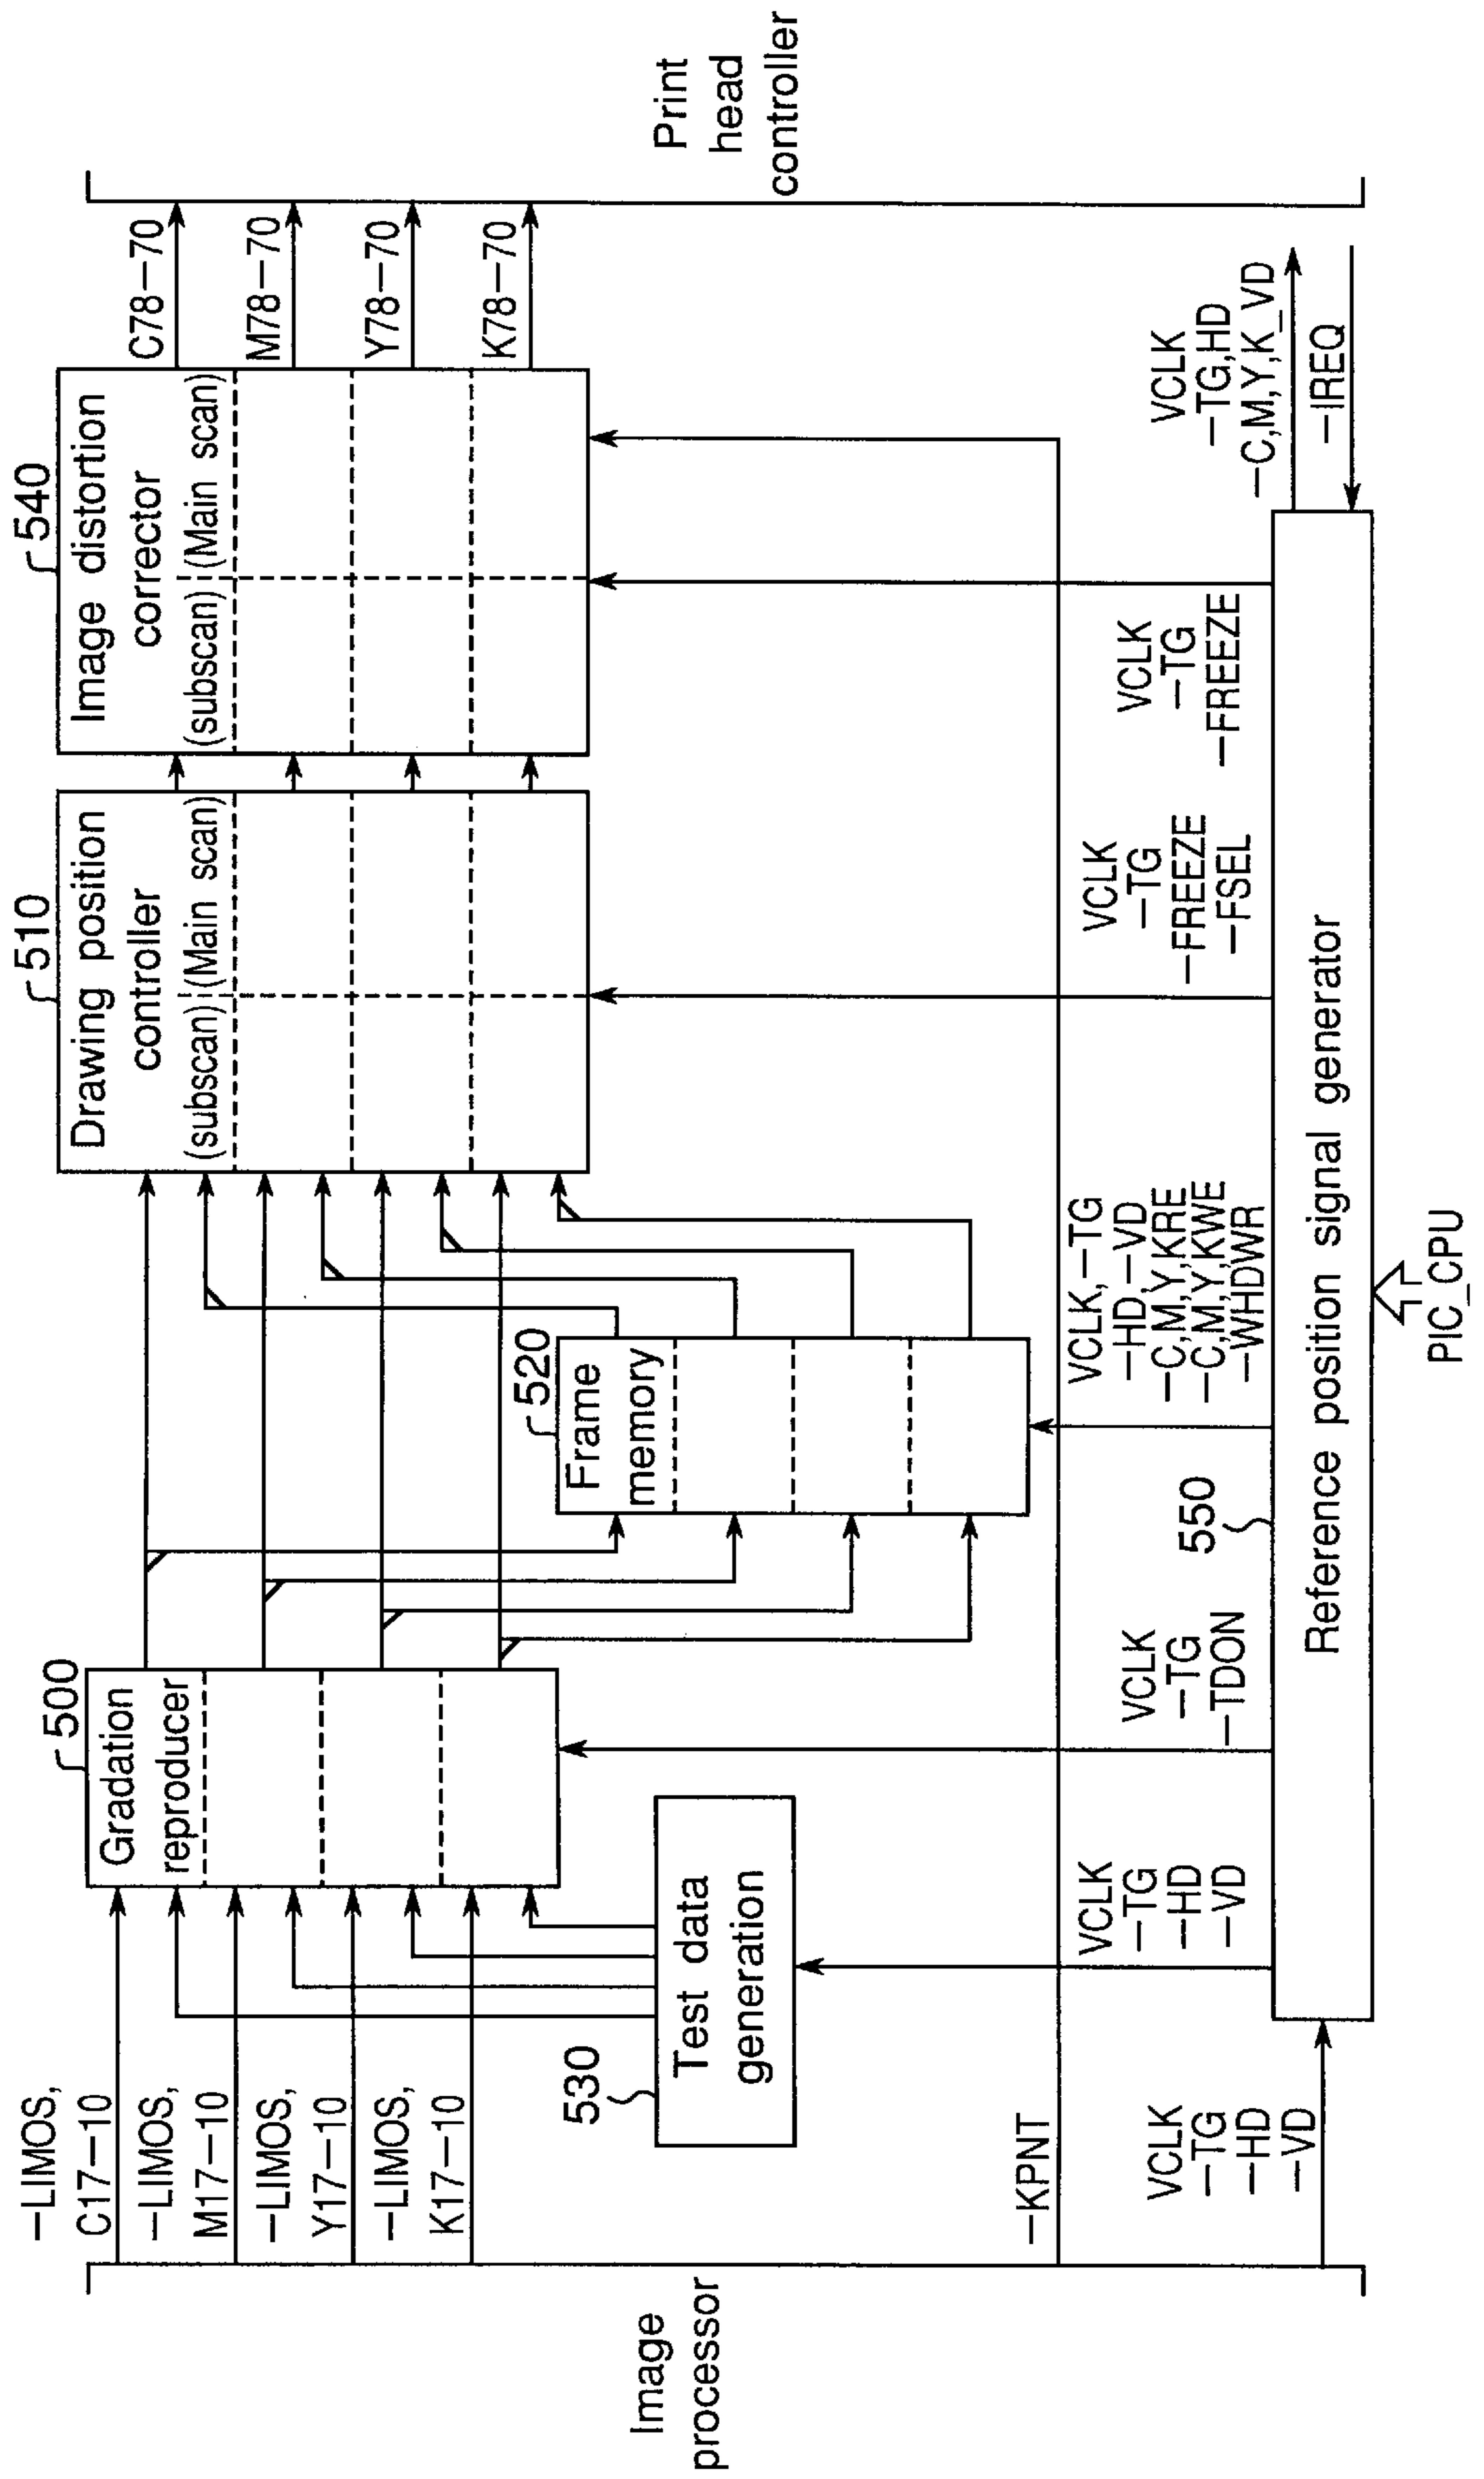 Image
processor
—LIMOS,
C17—10
—LIMOS,
M17—10
—LIMOS,
Y17—10
—LIMOS,
K17—10
500
Gradation
reproducer
530
Test data
generation
520
Frame
memory
510
Drawing position
controller
(subscan) (Main scan)
540
Image distortion
corrector
(subscan) (Main scan)
C78—70
M78—70
Y78—70
K78—70
Print
head
controller
—KPNT
VCLK
—TG
—HD
—VD
VCLK
—TG
—HD
—VD
VCLK
—TG
—TDON
550
VCLK,—TG
—HD,—VD
—C,M,Y,KRE
—C,M,Y,KWE
—WHDWR
VCLK
—TG
—FREEZE
—FSEL
VCLK
—TG
—FREEZE
VCLK
—TG,HD
—C,M,Y,K_VD
—IREQ
Reference position signal generator
PIC_CPU